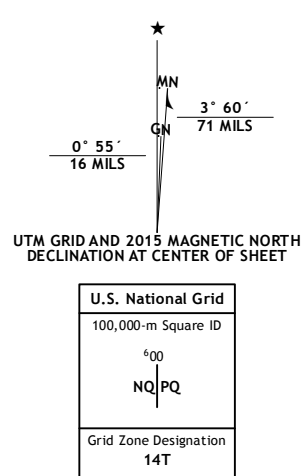 ★
MN
3° 60´
71 MILS
GN
0° 55´
16 MILS
UTM GRID AND 2015 MAGNETIC NORTH
DECLINATION AT CENTER OF SHEET
U.S. National Grid
100,000-m Square ID
⁶00
NQ PQ
Grid Zone Designation
14T